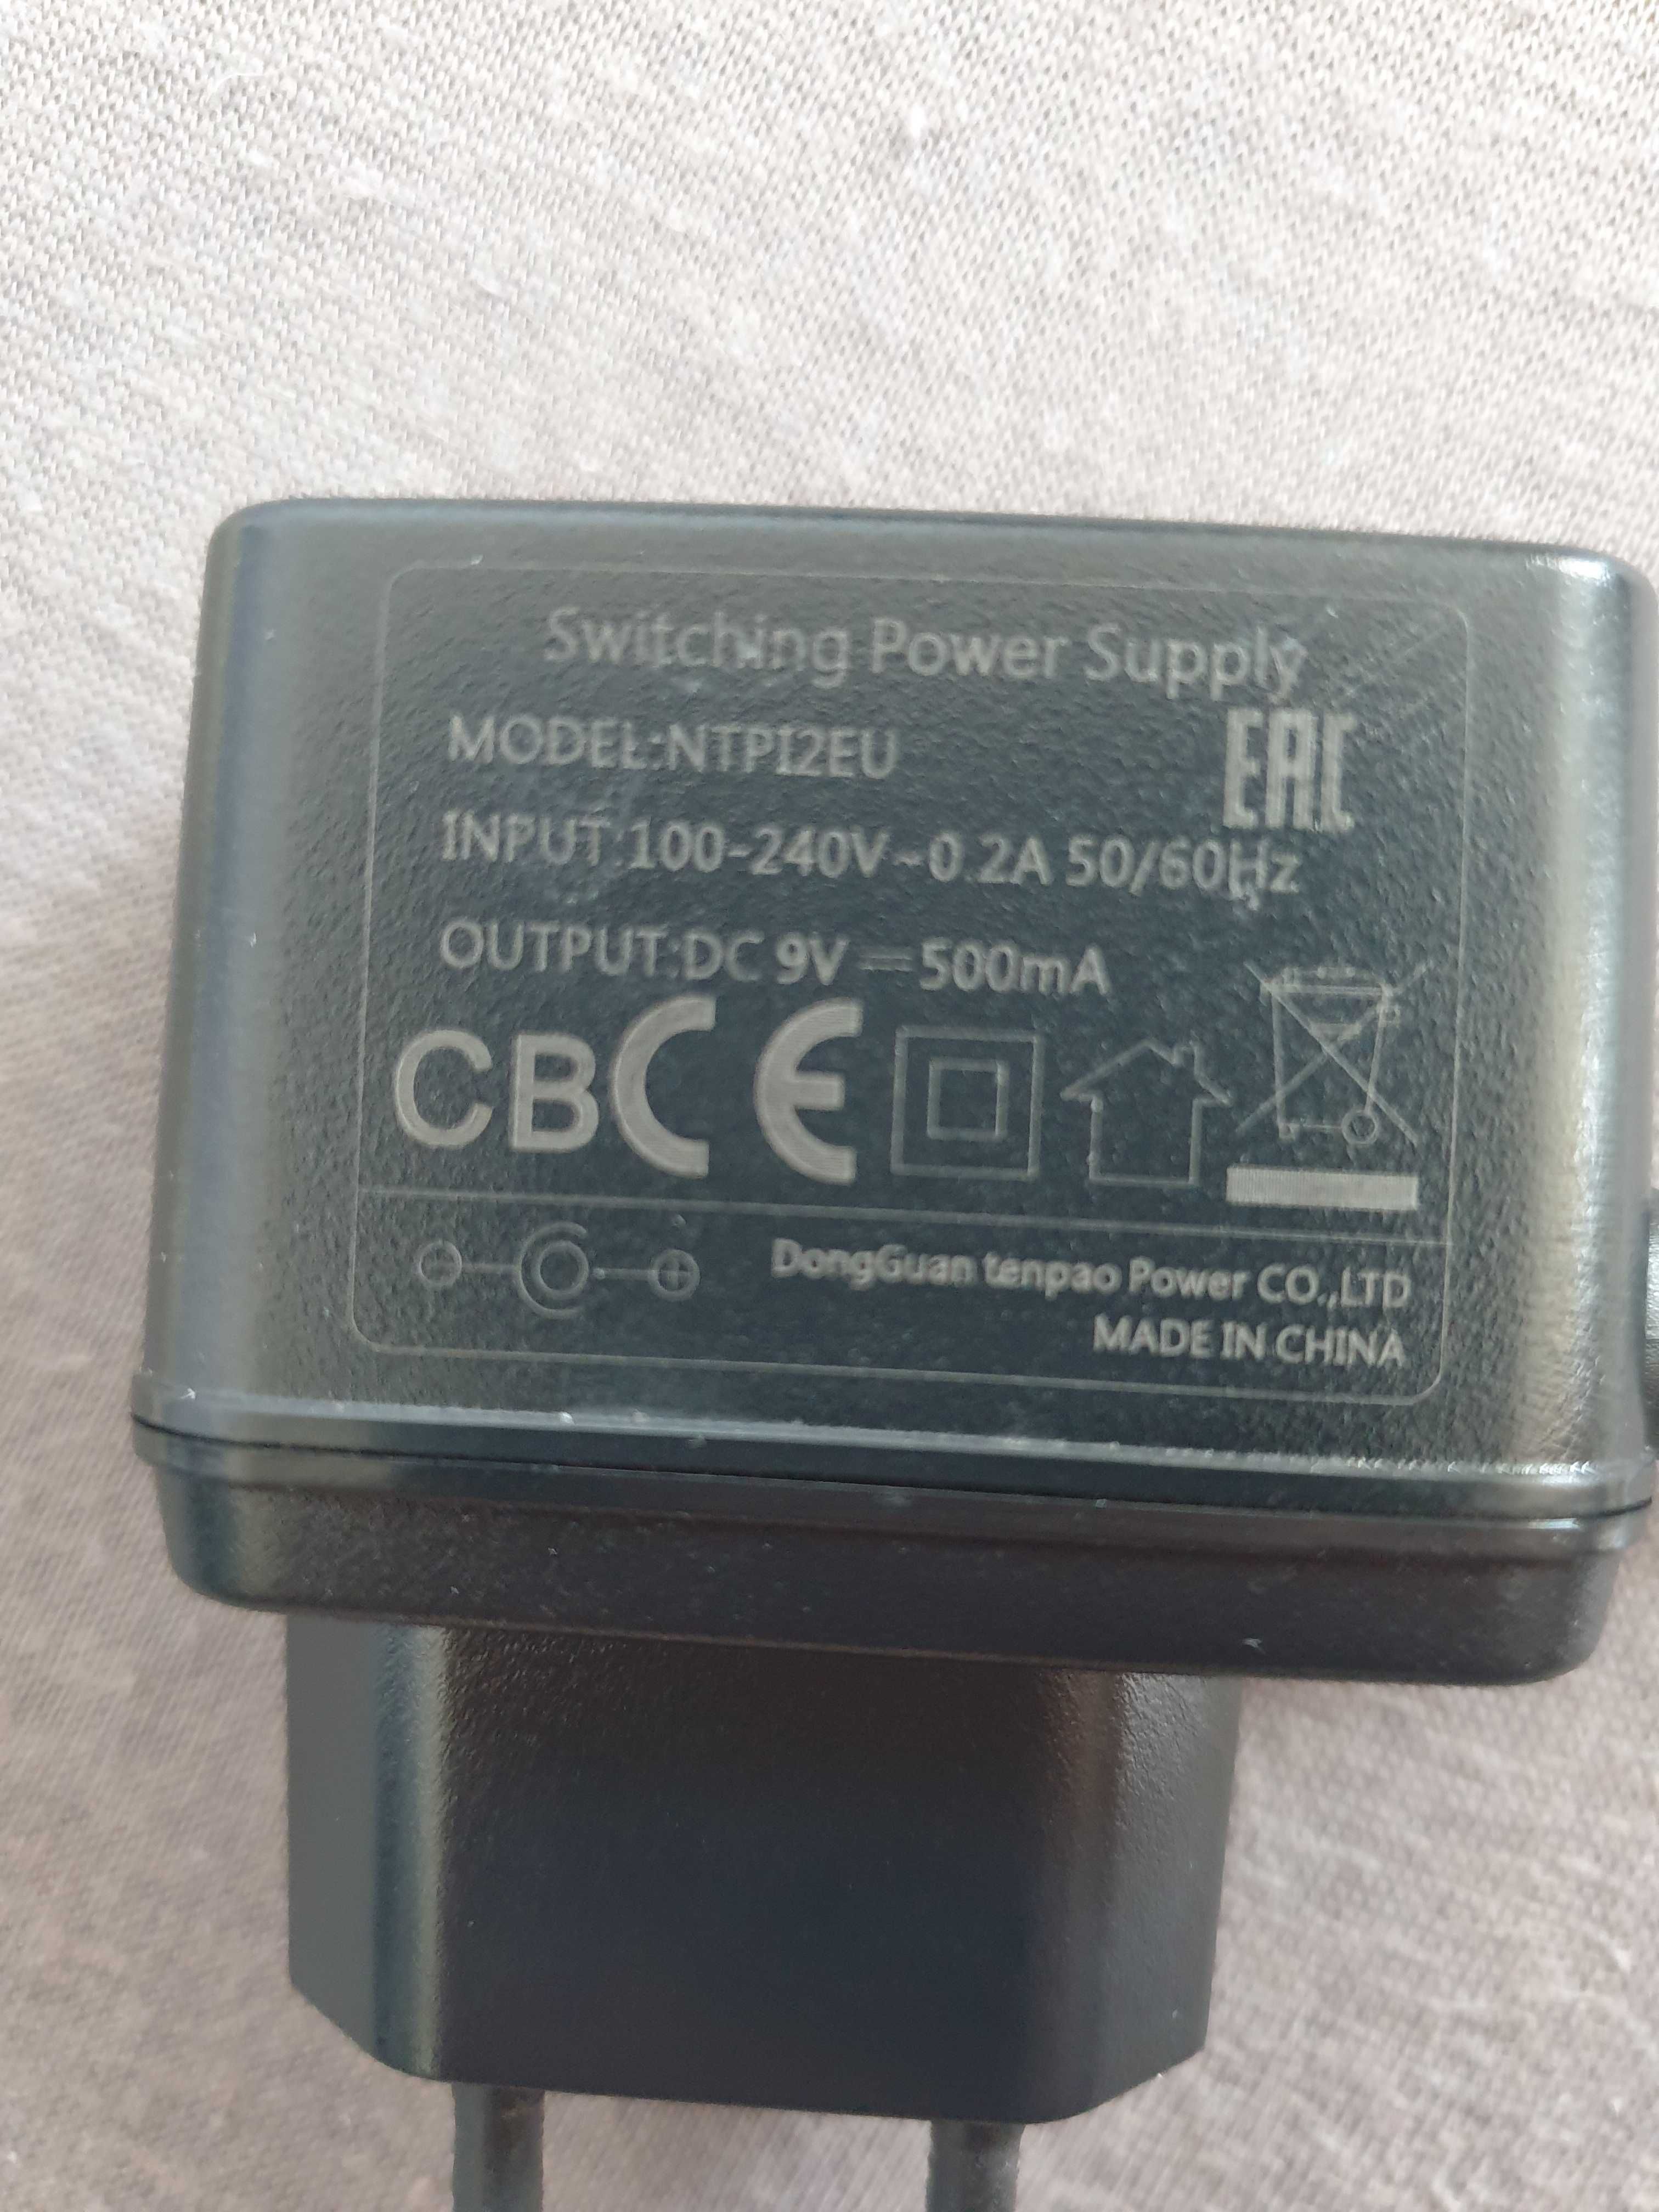 Switching Power Supply
MODEL:NTP12EU
EAC
INPUT:100-240V~0.2A 50/60Hz
OUTPUT:DC 9V⎓500mA
CB CE
DongGuan tenpao Power CO.,LTD
MADE IN CHINA